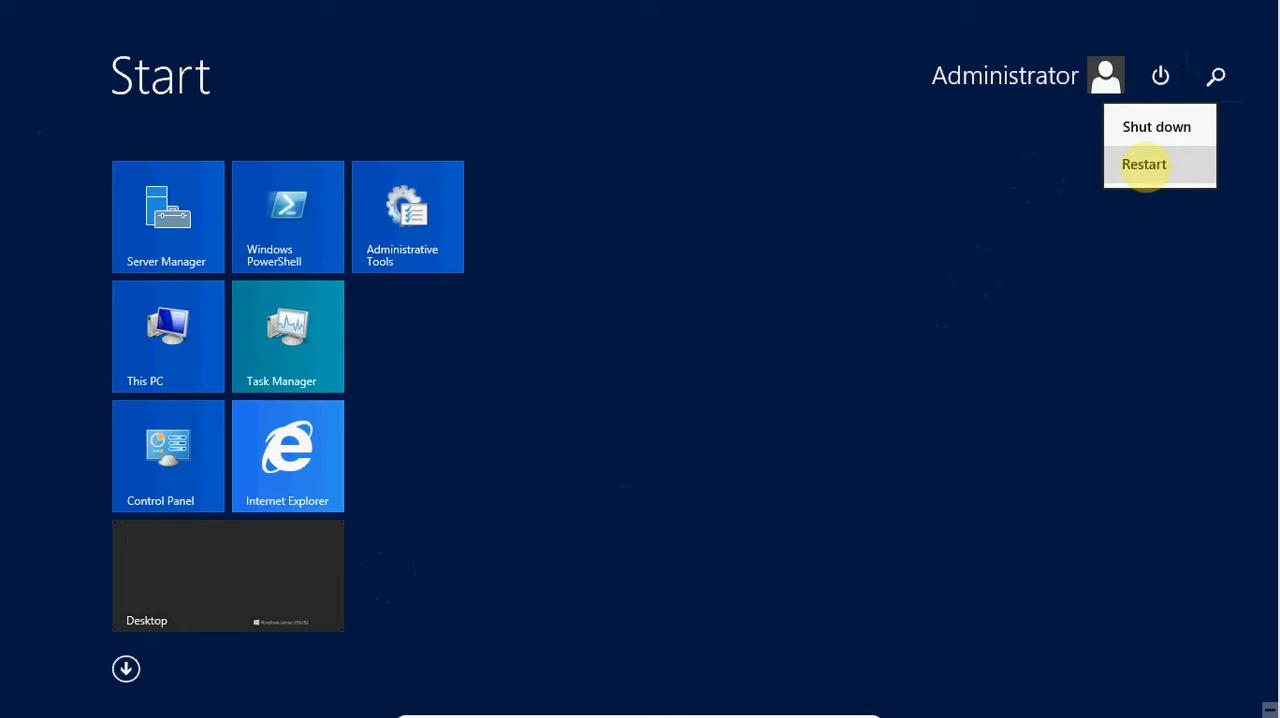 Start
Administrator
Shut down
Restart
Server Manager
Windows
PowerShell
Administrative
Tools
This PC
Task Manager
Control Panel
Internet Explorer
Desktop